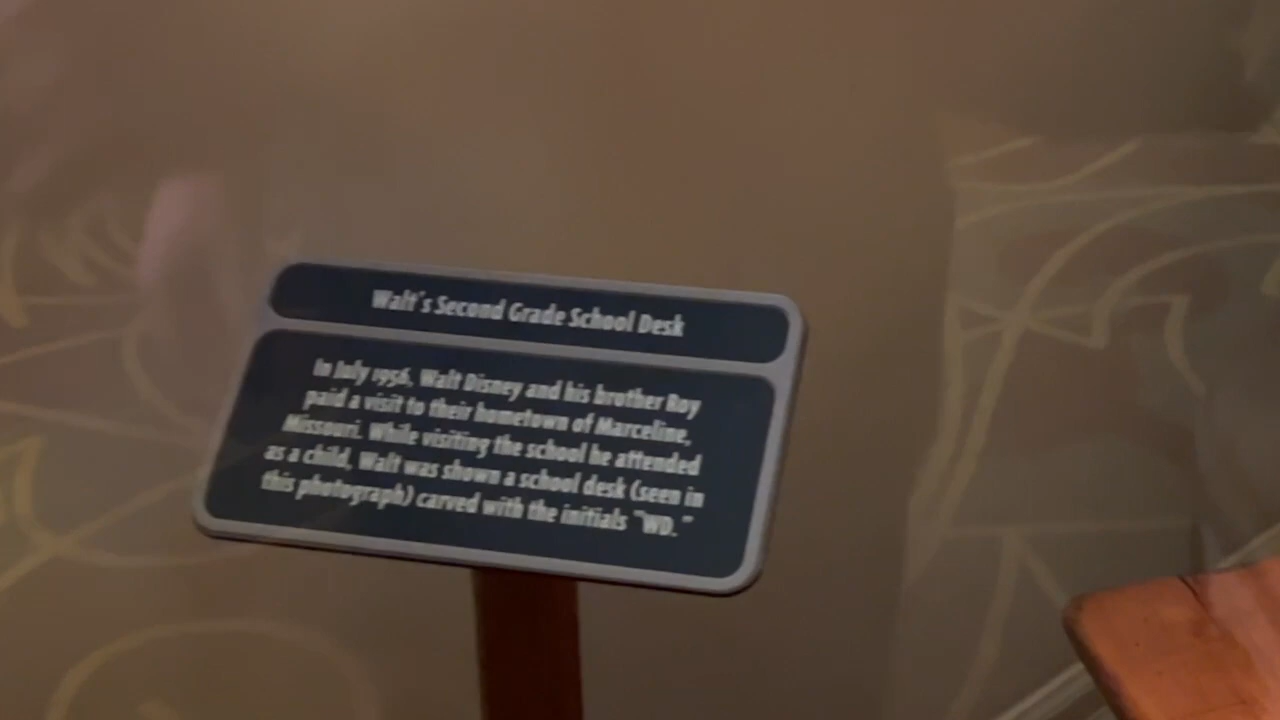 Walt's Second Grade School Desk
In July 1956, Walt Disney and his brother Roy
paid a visit to their hometown of Marceline,
Missouri. While visiting the school he attended
as a child, Walt was shown a school desk (seen in
this photograph) carved with the initials "WD."